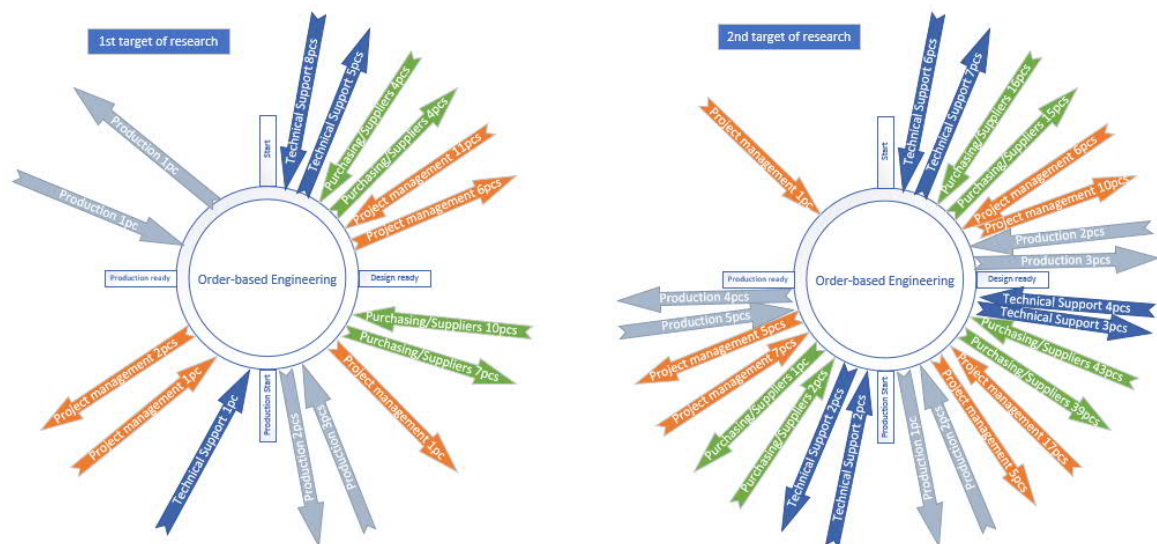 1st target of research
Technical Support 8pcs
Technical Support 5pcs
Purchasing/Suppliers 4pcs
Purchasing/Suppliers 4pcs
Project management 11pcs
Project management 6pcs
Production 1pc
Production 1pc
Start
Production ready
Order-based Engineering
Design ready
Purchasing/Suppliers 10pcs
Purchasing/Suppliers 7pcs
Project management 1pc
Production 3pcs
Production 2pcs
Production Start
Technical Support 1pc
Project management 1pc
Project management 2pcs
2nd target of research
Technical Support 6pcs
Technical Support 7pcs
Purchasing/Suppliers 16pcs
Purchasing/Suppliers 15pcs
Project management 6pcs
Project management 10pcs
Project management 1pc
Start
Production 2pcs
Production 3pcs
Production ready
Order-based Engineering
Design ready
Technical Support 4pcs
Technical Support 3pcs
Purchasing/Suppliers 43pcs
Purchasing/Suppliers 39pcs
Project management 17pcs
Project management 5pcs
Production 2pcs
Production 1pc
Production Start
Technical Support 2pcs
Technical Support 2pcs
Purchasing/Suppliers 2pcs
Purchasing/Suppliers 1pc
Project management 7pcs
Project management 5pcs
Production 5pcs
Production 4pcs